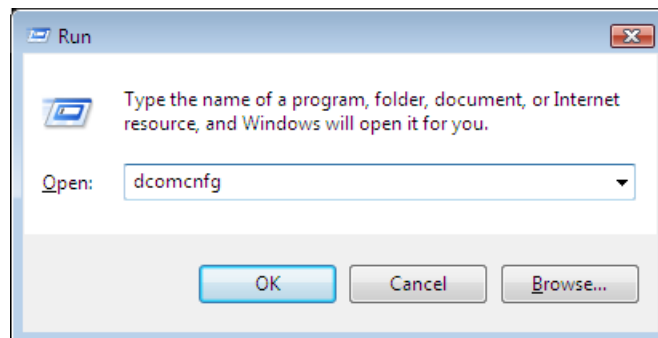 Run
Type the name of a program, folder, document, or Internet
resource, and Windows will open it for you.
Open: dcomcnfg
OK Cancel Browse...